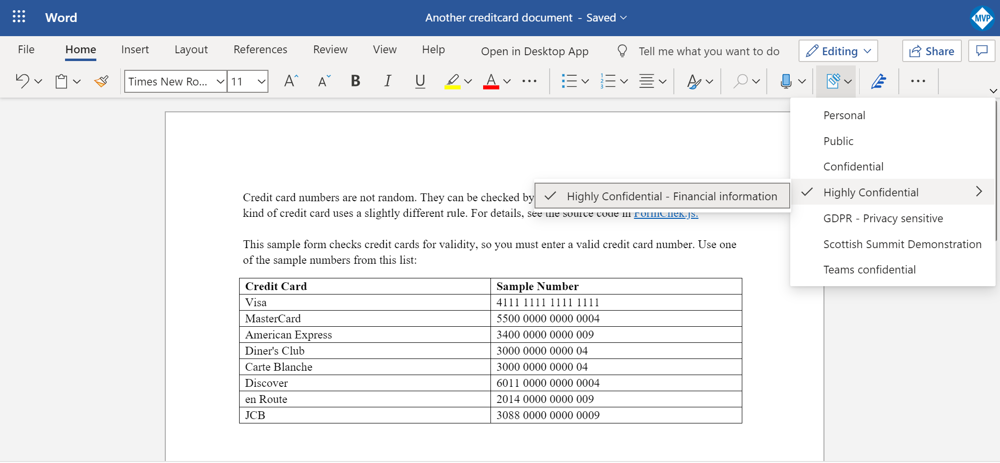 Word
Another creditcard document - Saved
MVP
File Home Insert Layout References Review View Help Open in Desktop App Tell me what you want to do Editing Share
Times New Ro... 11 A A B I U A
Personal
Public
Confidential
Highly Confidential
GDPR - Privacy sensitive
Scottish Summit Demonstration
Teams confidential
Highly Confidential - Financial information
Credit card numbers are not random. They can be checked by
kind of credit card uses a slightly different rule. For details, see the source code in FormChek.js.
This sample form checks credit cards for validity, so you must enter a valid credit card number. Use one
of the sample numbers from this list:
Credit Card Sample Number
Visa 4111 1111 1111 1111
MasterCard 5500 0000 0000 0004
American Express 3400 0000 0000 009
Diner's Club 3000 0000 0000 04
Carte Blanche 3000 0000 0000 04
Discover 6011 0000 0000 0004
en Route 2014 0000 0000 009
JCB 3088 0000 0000 0009